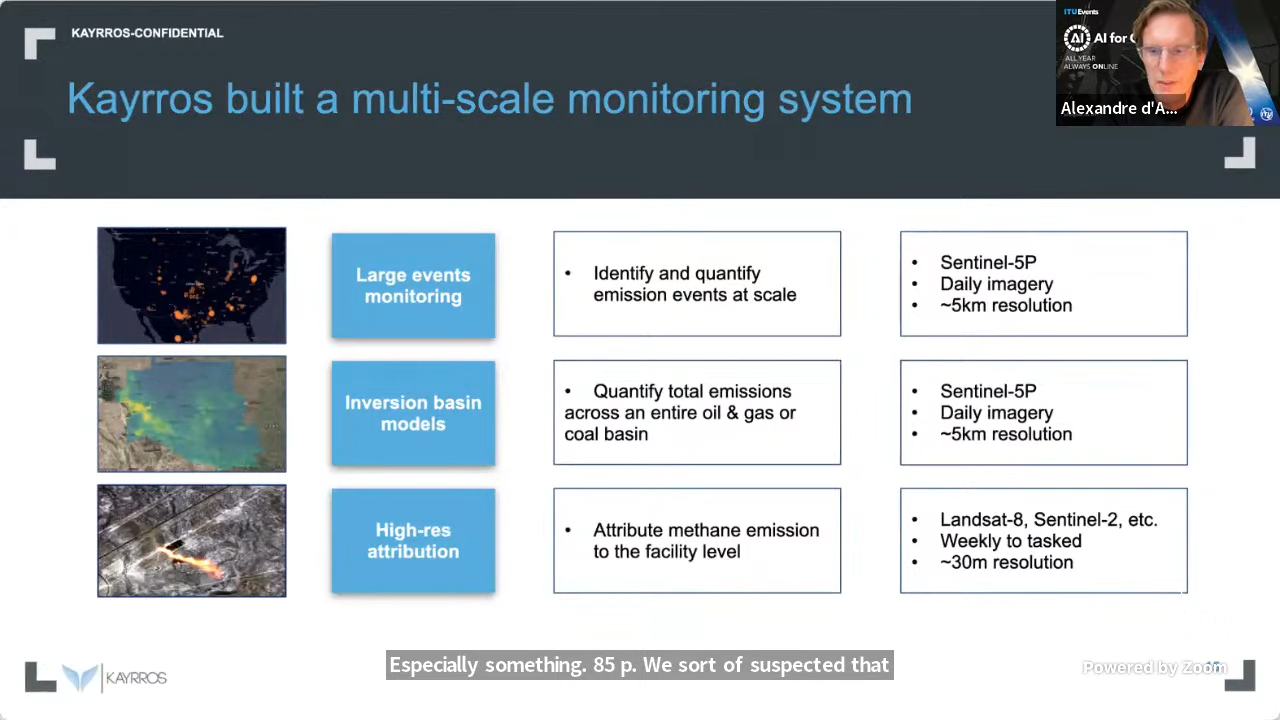 KAYRROS-CONFIDENTIAL
Kayrros built a multi-scale monitoring system
ITUEvents
AI
AI for
ALL YEAR
ALWAYS ONLINE
Alexandre d'A...
Large events
monitoring
• Identify and quantify
emission events at scale
• Sentinel-5P
• Daily imagery
• ~5km resolution
Inversion basin
models
• Quantify total emissions
across an entire oil & gas or
coal basin
• Sentinel-5P
• Daily imagery
• ~5km resolution
High-res
attribution
• Attribute methane emission
to the facility level
• Landsat-8, Sentinel-2, etc.
• Weekly to tasked
• ~30m resolution
KAYRROS
Especially something. 85 p. We sort of suspected that
Powered by Zoom